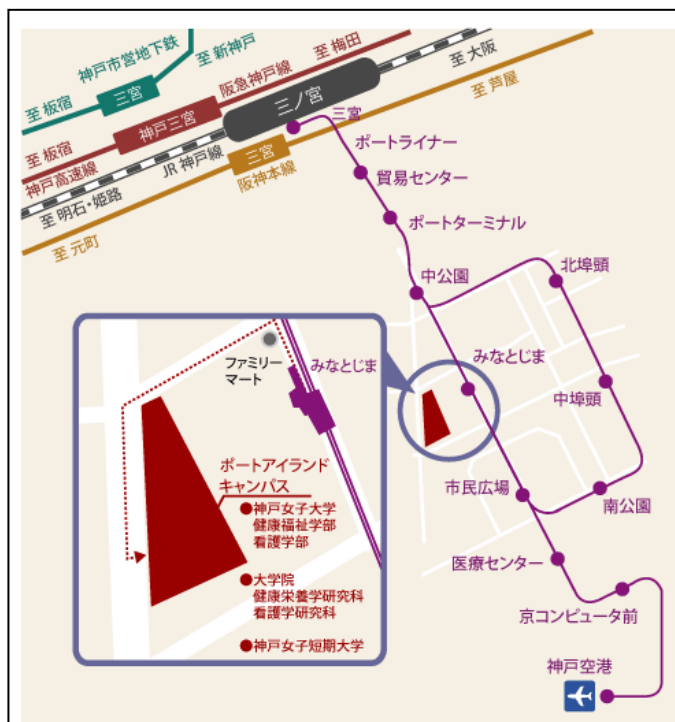 神戸市営地下鉄
至 新神戸
至 板宿
三宮
阪急神戸線
至 梅田
至 大阪
至 板宿
神戸三宮
三ノ宮
三宮
至 芦屋
神戸高速線
JR 神戸線
三宮
阪神本線
至 明石・姫路
至 元町
ポートライナー
貿易センター
ポートターミナル
中公園
北埠頭
みなとじま
中埠頭
市民広場
南公園
医療センター
京コンピュータ前
神戸空港
ファミリー
マート
みなとじま
ポートアイランド
キャンパス
●神戸女子大学
健康福祉学部
看護学部
●大学院
健康栄養学研究科
看護学研究科
●神戸女子短期大学